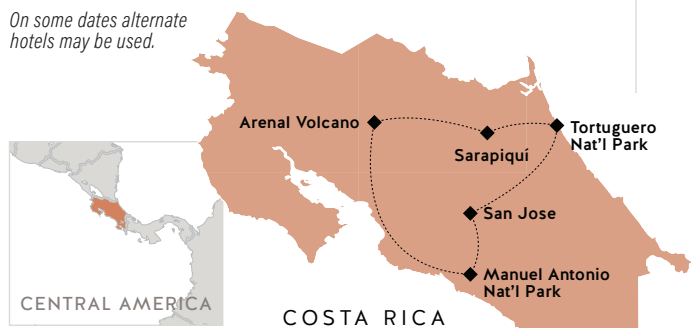 On some dates alternate
hotels may be used.
Arenal Volcano
Tortuguero
Nat'l Park
Sarapiquí
San Jose
Manuel Antonio
Nat'l Park
CENTRAL AMERICA
COSTA RICA